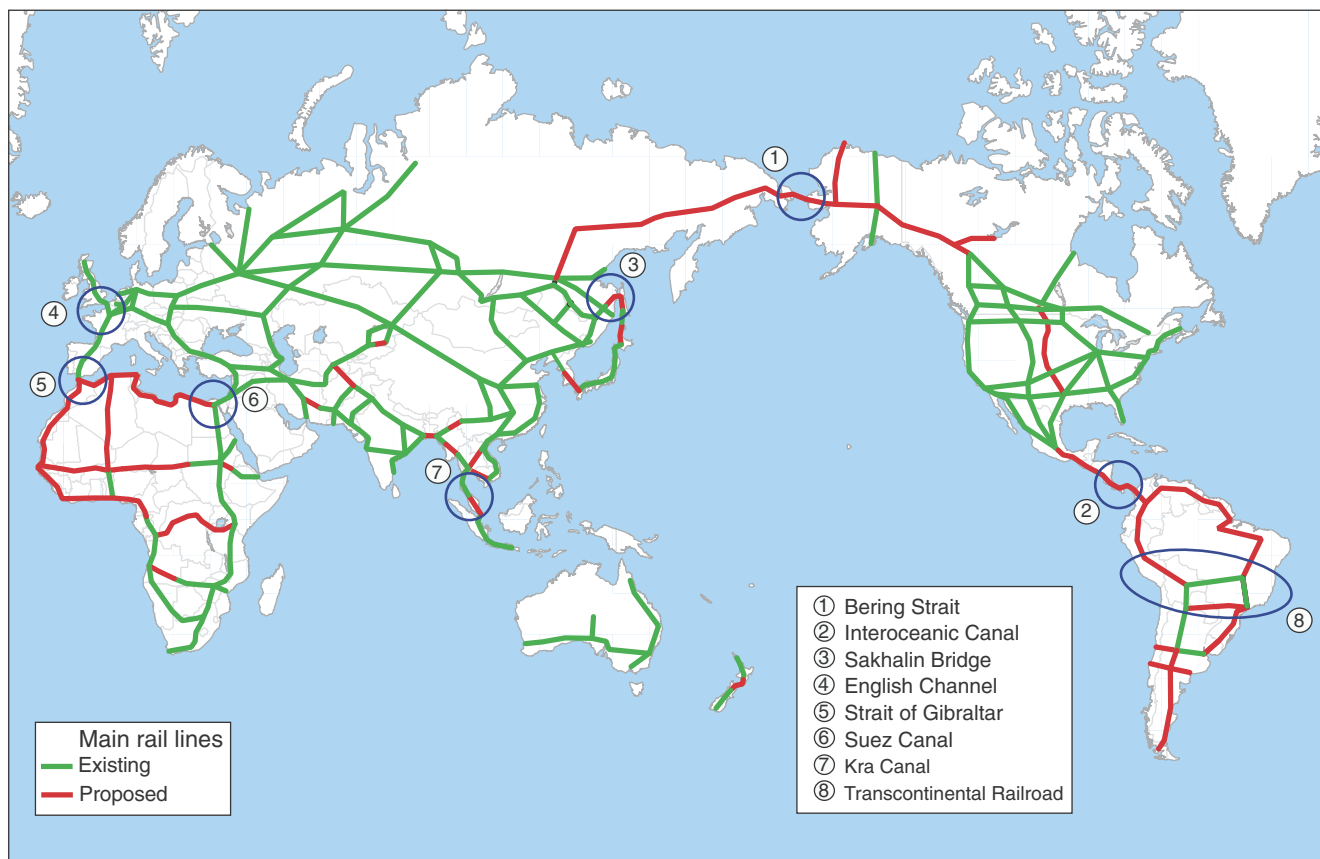 1
3
4
5
6
7
2
8
Main rail lines
Existing
Proposed
① Bering Strait
② Interoceanic Canal
③ Sakhalin Bridge
④ English Channel
⑤ Strait of Gibraltar
⑥ Suez Canal
⑦ Kra Canal
⑧ Transcontinental Railroad